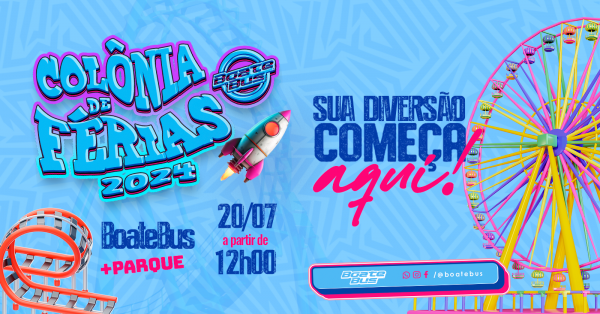 COLÔNIA
DE
FÉRIAS
2024
Boate
Bus
BoateBus
+PARQUE
20/07
a partir de
12h00
SUA DIVERSÃO
COMEÇA
aqui!
Boate
Bus
/@boatebus